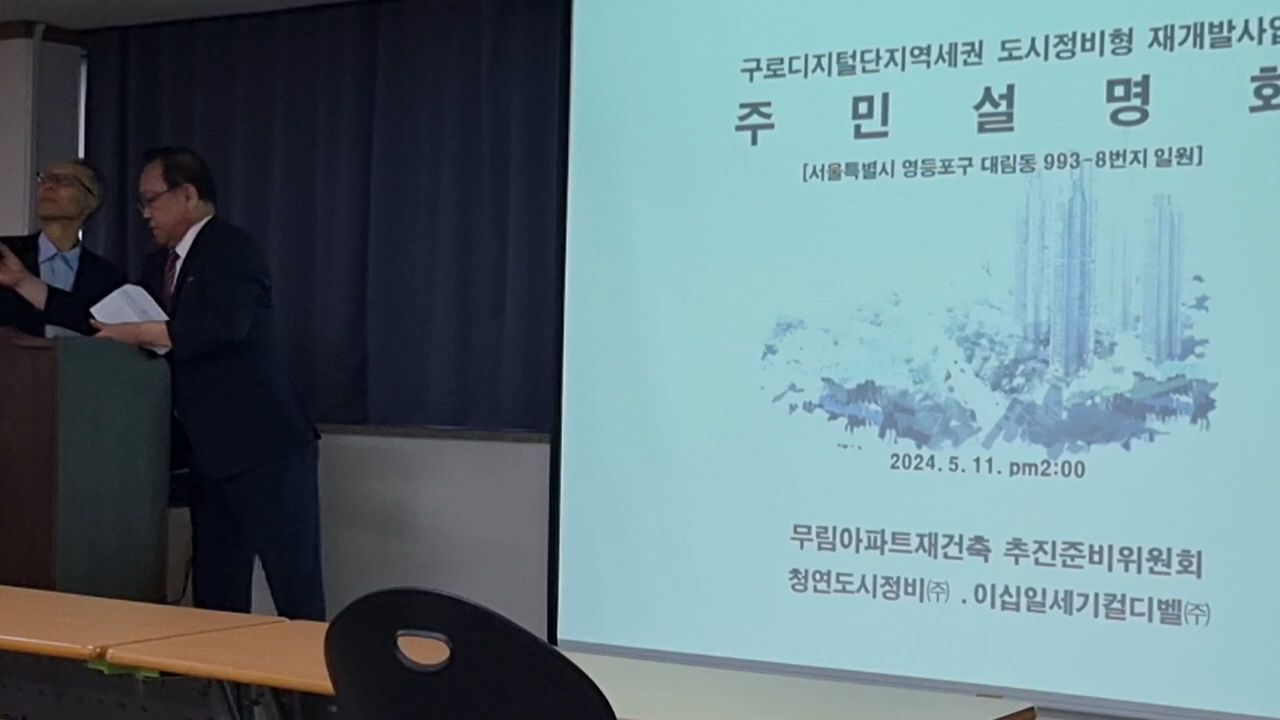 구로디지털단지역세권 도시정비형 재개발사업
주 민 설 명 회
[서울특별시 영등포구 대림동 993-8번지 일원]
2024. 5. 11. pm2:00
무림아파트재건축 추진준비위원회
청연도시정비㈜ . 이십일세기컬디벨㈜